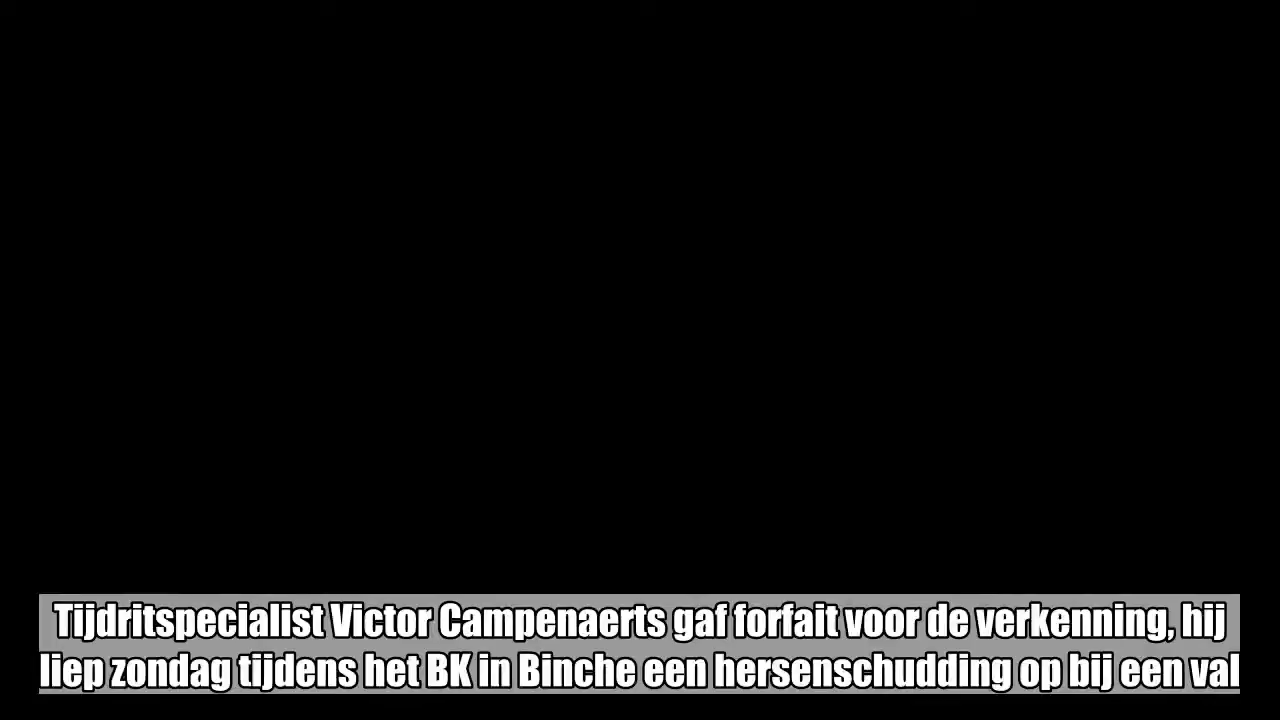 Tijdritspecialist Victor Campenaerts gaf forfait voor de verkenning, hij
liep zondag tijdens het BK in Binche een hersenschudding op bij een val